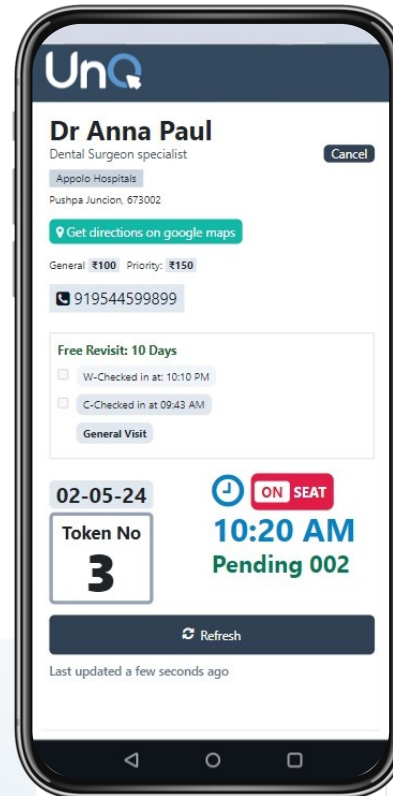 UnQ
Dr Anna Paul
Dental Surgeon specialist
Cancel
Appolo Hospitals
Pushpa Juncion, 673002
Get directions on google maps
General ₹100 Priority: ₹150
919544599899
Free Revisit: 10 Days
W-Checked in at: 10:10 PM
C-Checked in at 09:43 AM
General Visit
02-05-24
ON SEAT
Token No
3
10:20 AM
Pending 002
Refresh
Last updated a few seconds ago